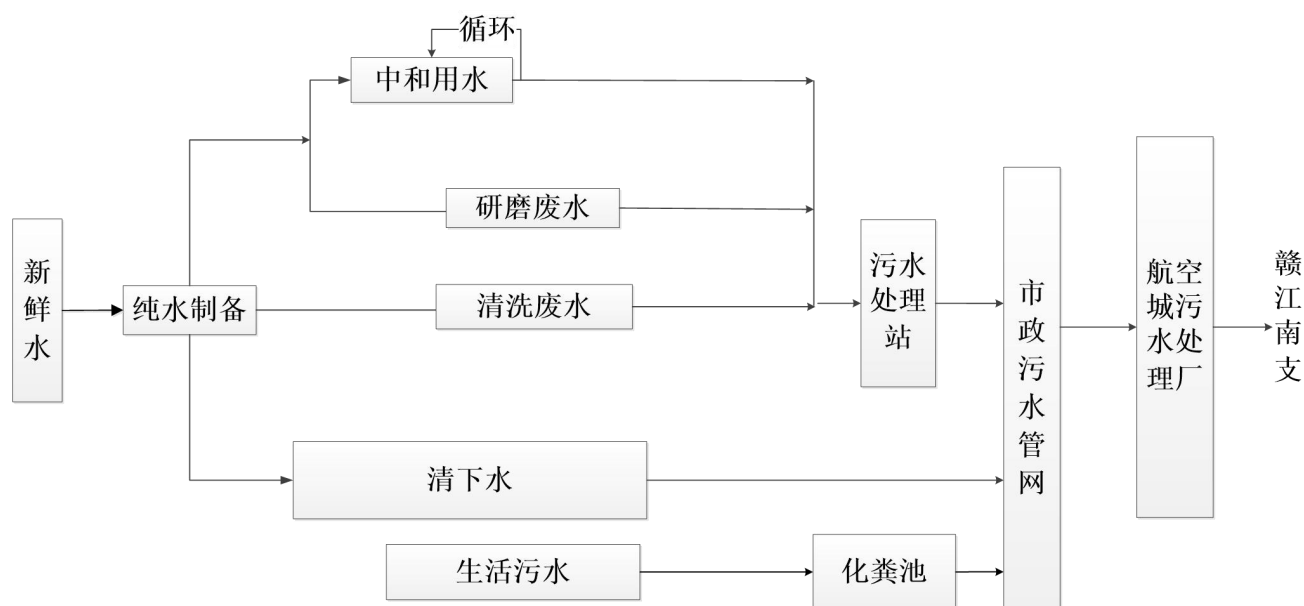 循环
中和用水
研磨废水
新鲜水
纯水制备
清洗废水
污水
处理
站
市政污水管网
航空
城污
水处
理厂
赣江南支
清下水
生活污水
化粪池